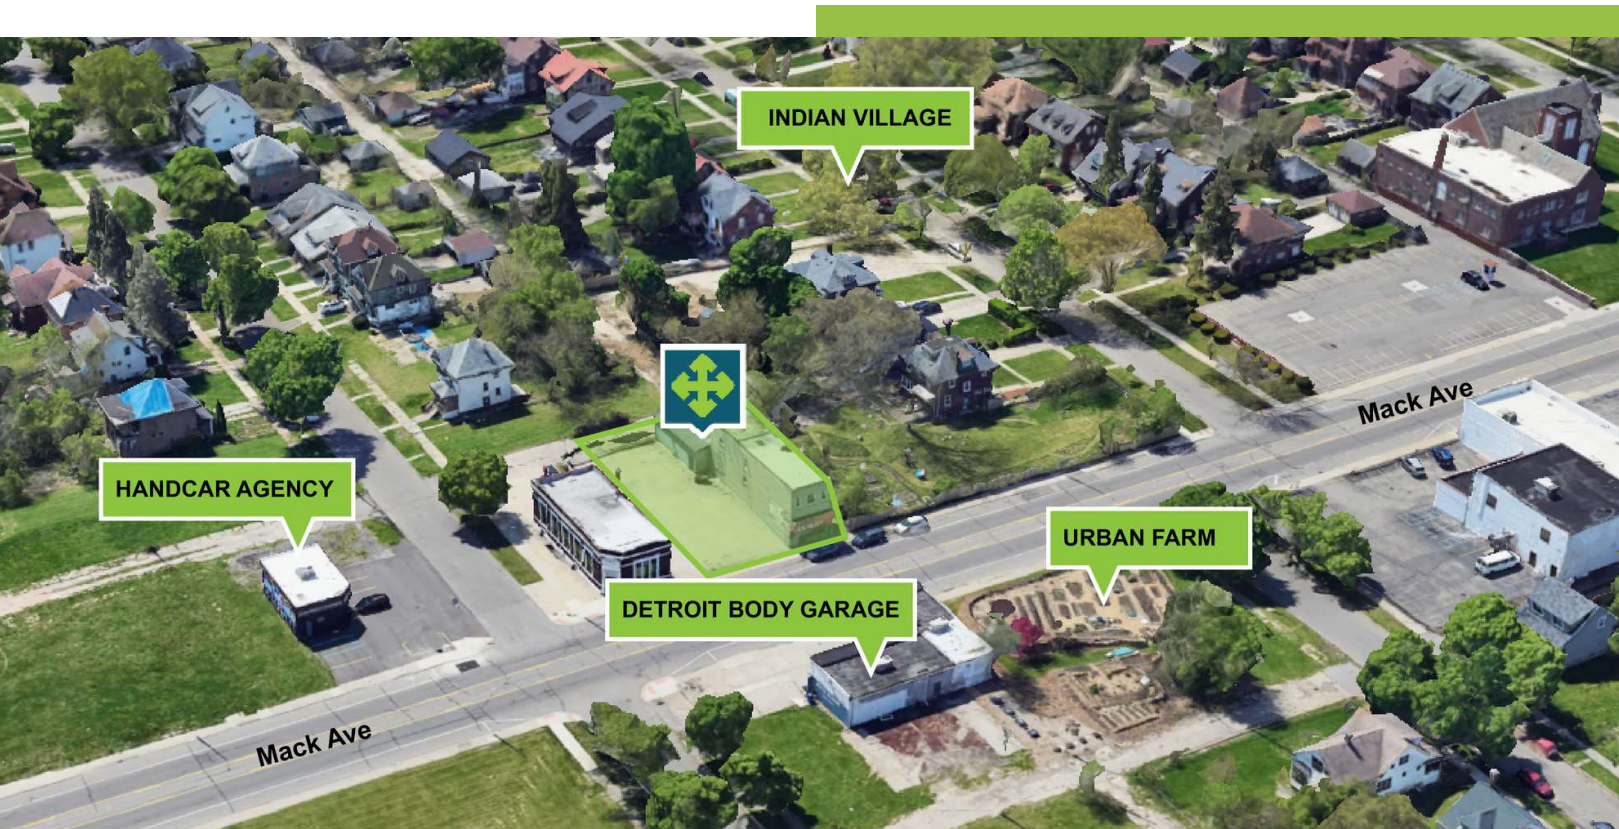 INDIAN VILLAGE
Mack Ave
HANDCAR AGENCY
URBAN FARM
DETROIT BODY GARAGE
Mack Ave